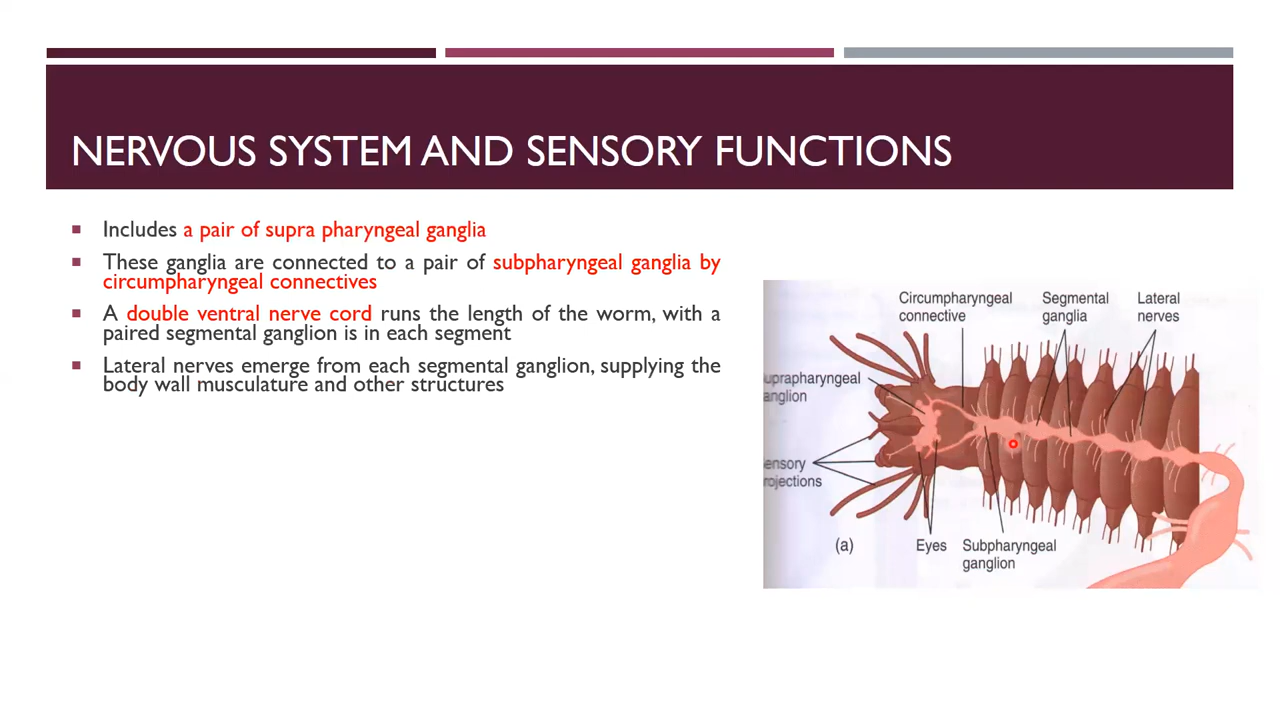 NERVOUS SYSTEM AND SENSORY FUNCTIONS
Includes a pair of supra pharyngeal ganglia
These ganglia are connected to a pair of subpharyngeal ganglia by
circumpharyngeal connectives
A double ventral nerve cord runs the length of the worm, with a
paired segmental ganglion is in each segment
Lateral nerves emerge from each segmental ganglion, supplying the
body wall musculature and other structures
Circumpharyngeal
connective
Segmental
ganglia
Lateral
nerves
uprapharyngeal
anglion
ensory
rojections
(a)
Eyes
Subpharyngeal
ganglion